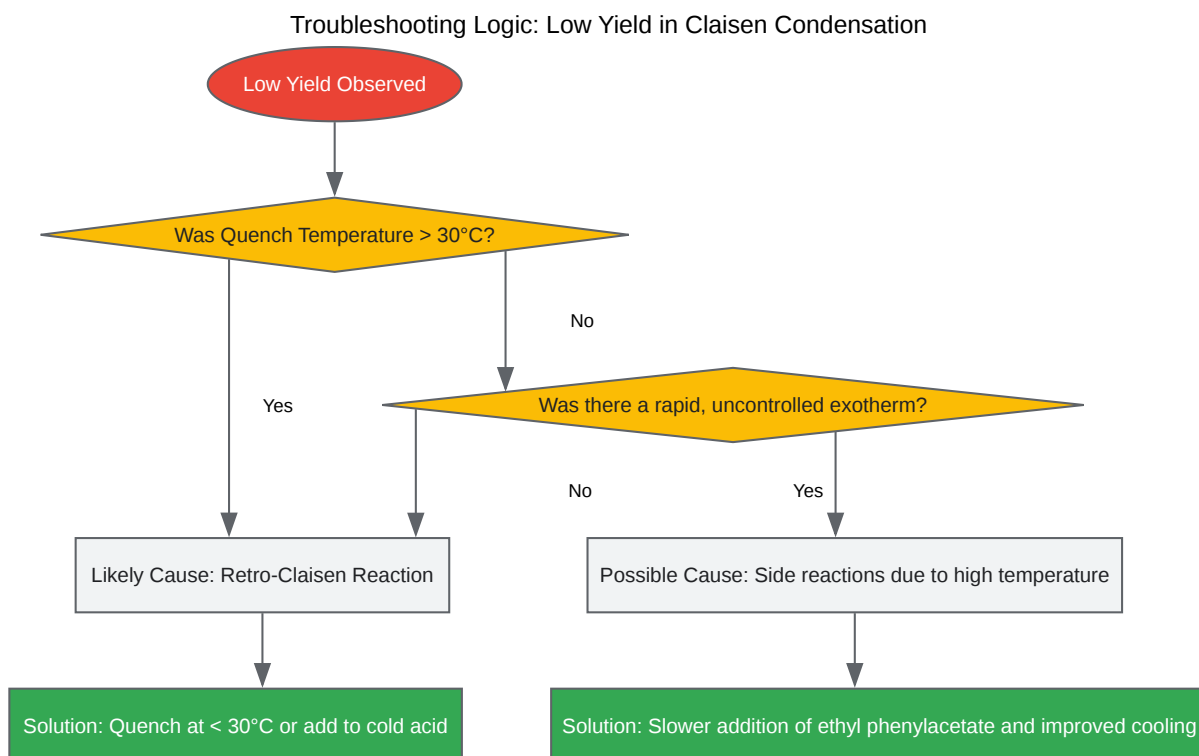 Troubleshooting Logic: Low Yield in Claisen Condensation
Low Yield Observed
Was Quench Temperature > 30°C?
No
Yes
Was there a rapid, uncontrolled exotherm?
No
Yes
Likely Cause: Retro-Claisen Reaction
Possible Cause: Side reactions due to high temperature
Solution: Quench at < 30°C or add to cold acid
Solution: Slower addition of ethyl phenylacetate and improved cooling